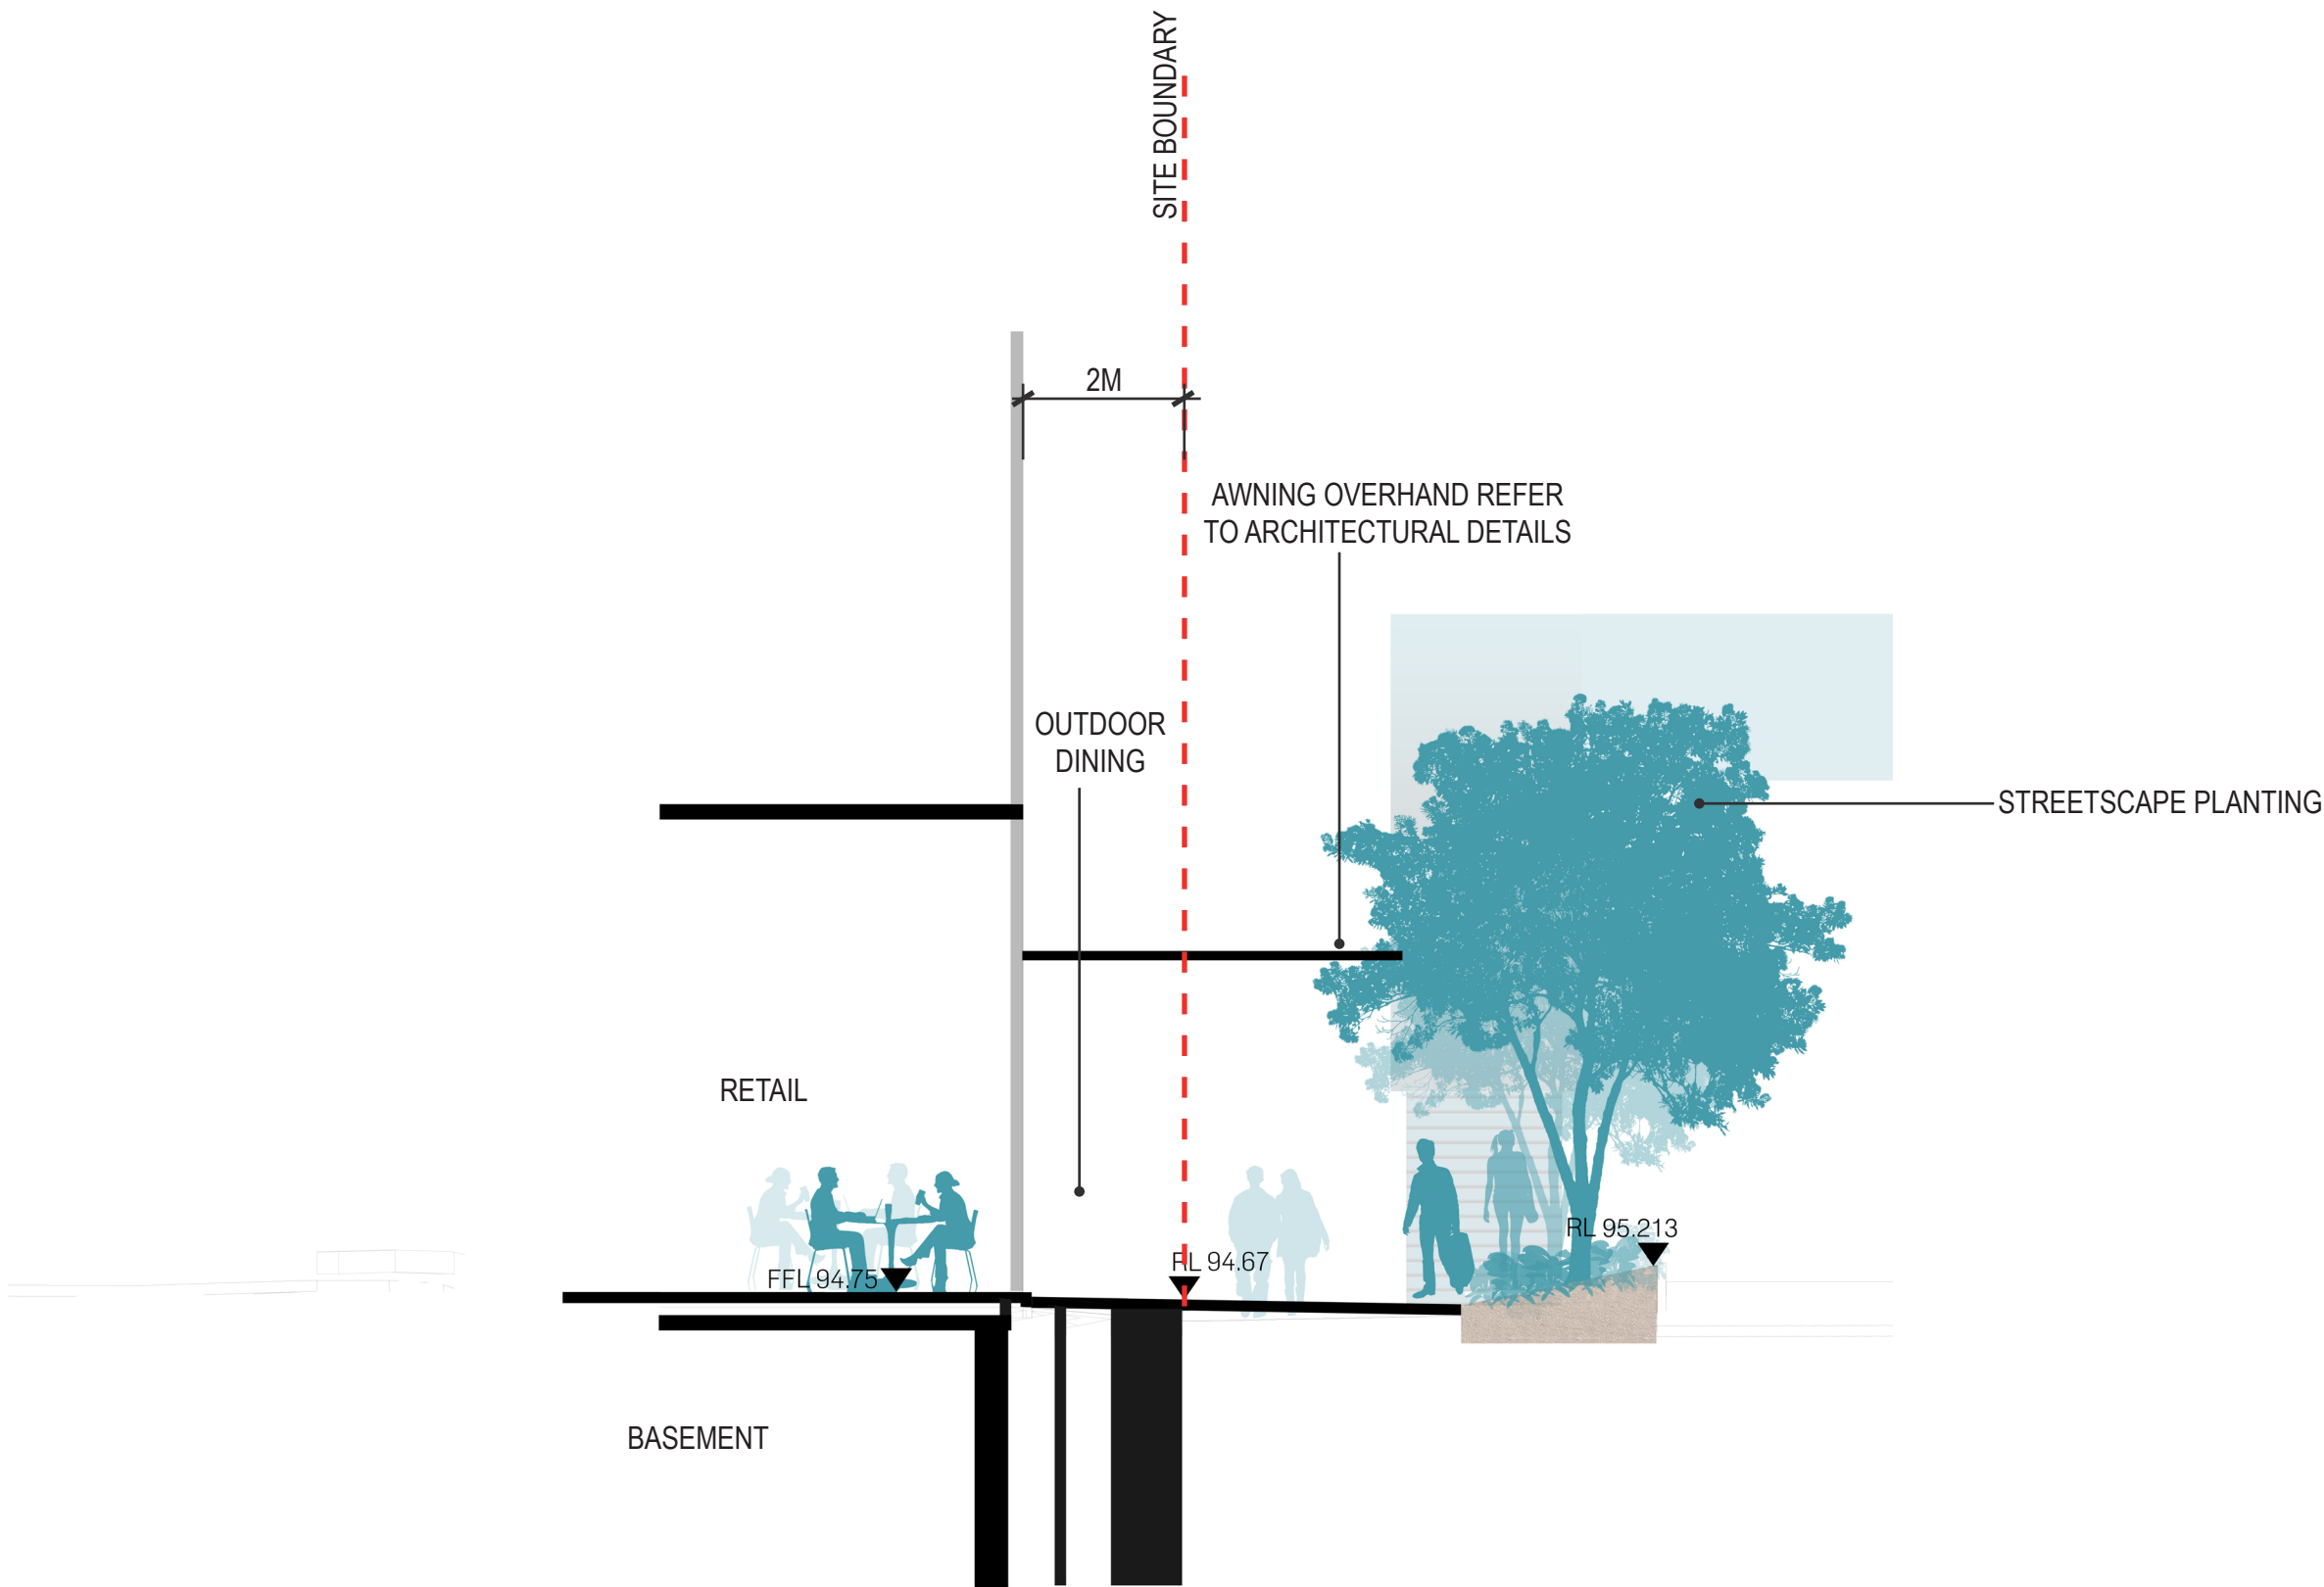 SITE BOUNDARY
2M
AWNING OVERHAND REFER
TO ARCHITECTURAL DETAILS
OUTDOOR
DINING
STREETSCAPE PLANTING
RETAIL
RL 95.213
RL 94.67
FFL 94.75
BASEMENT